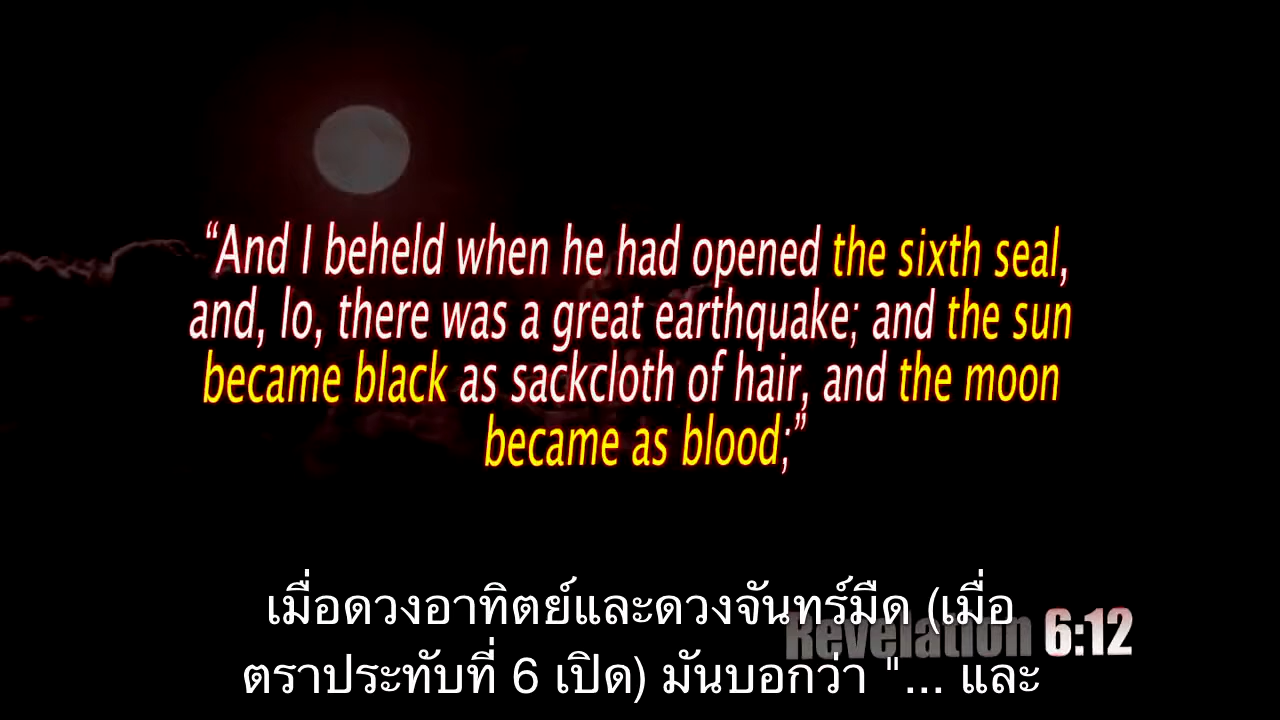 “And I beheld when he had opened the sixth seal,
and, lo, there was a great earthquake; and the sun
became black as sackcloth of hair, and the moon
became as blood;”
เมื่อดวงอาทิตย์และดวงจันทร์มืด (เมื่อ
Revelation 6:12
ตราประทับที่ 6 เปิด) มันบอกว่า "... และ